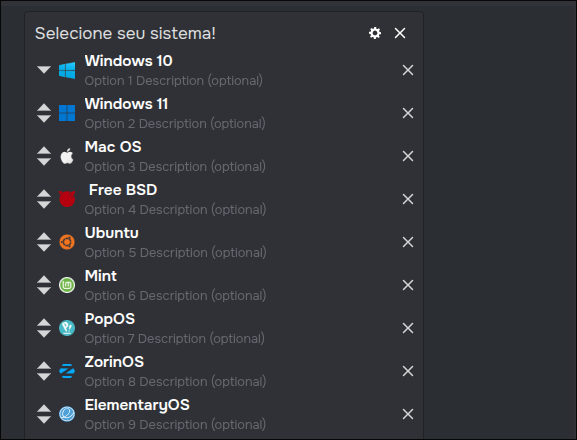 Selecione seu sistema!
Windows 10
Option 1 Description (optional)
Windows 11
Option 2 Description (optional)
Mac OS
Option 3 Description (optional)
Free BSD
Option 4 Description (optional)
Ubuntu
Option 5 Description (optional)
Mint
Option 6 Description (optional)
PopOS
Option 7 Description (optional)
ZorinOS
Option 8 Description (optional)
ElementaryOS
Option 9 Description (optional)